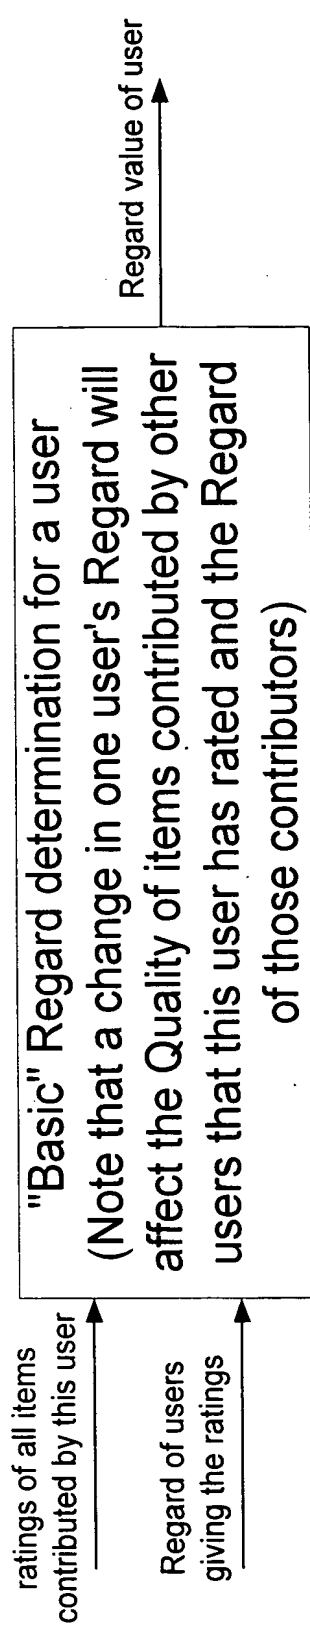 ratings of all items
contributed by this user
Regard of users
giving the ratings
"Basic" Regard determination for a user
(Note that a change in one user's Regard will
affect the Quality of items contributed by other
users that this user has rated and the Regard
of those contributors)
Regard value of user